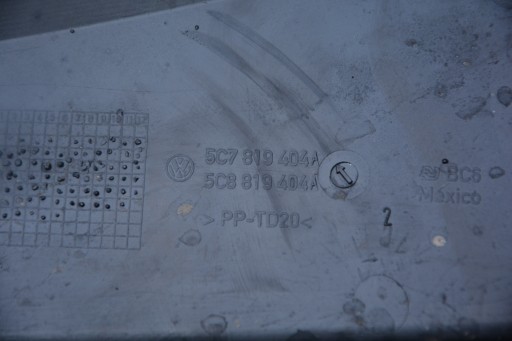 5C7 819 404A
5C8 819 404A
>PP-TD20<
BC6
México
2